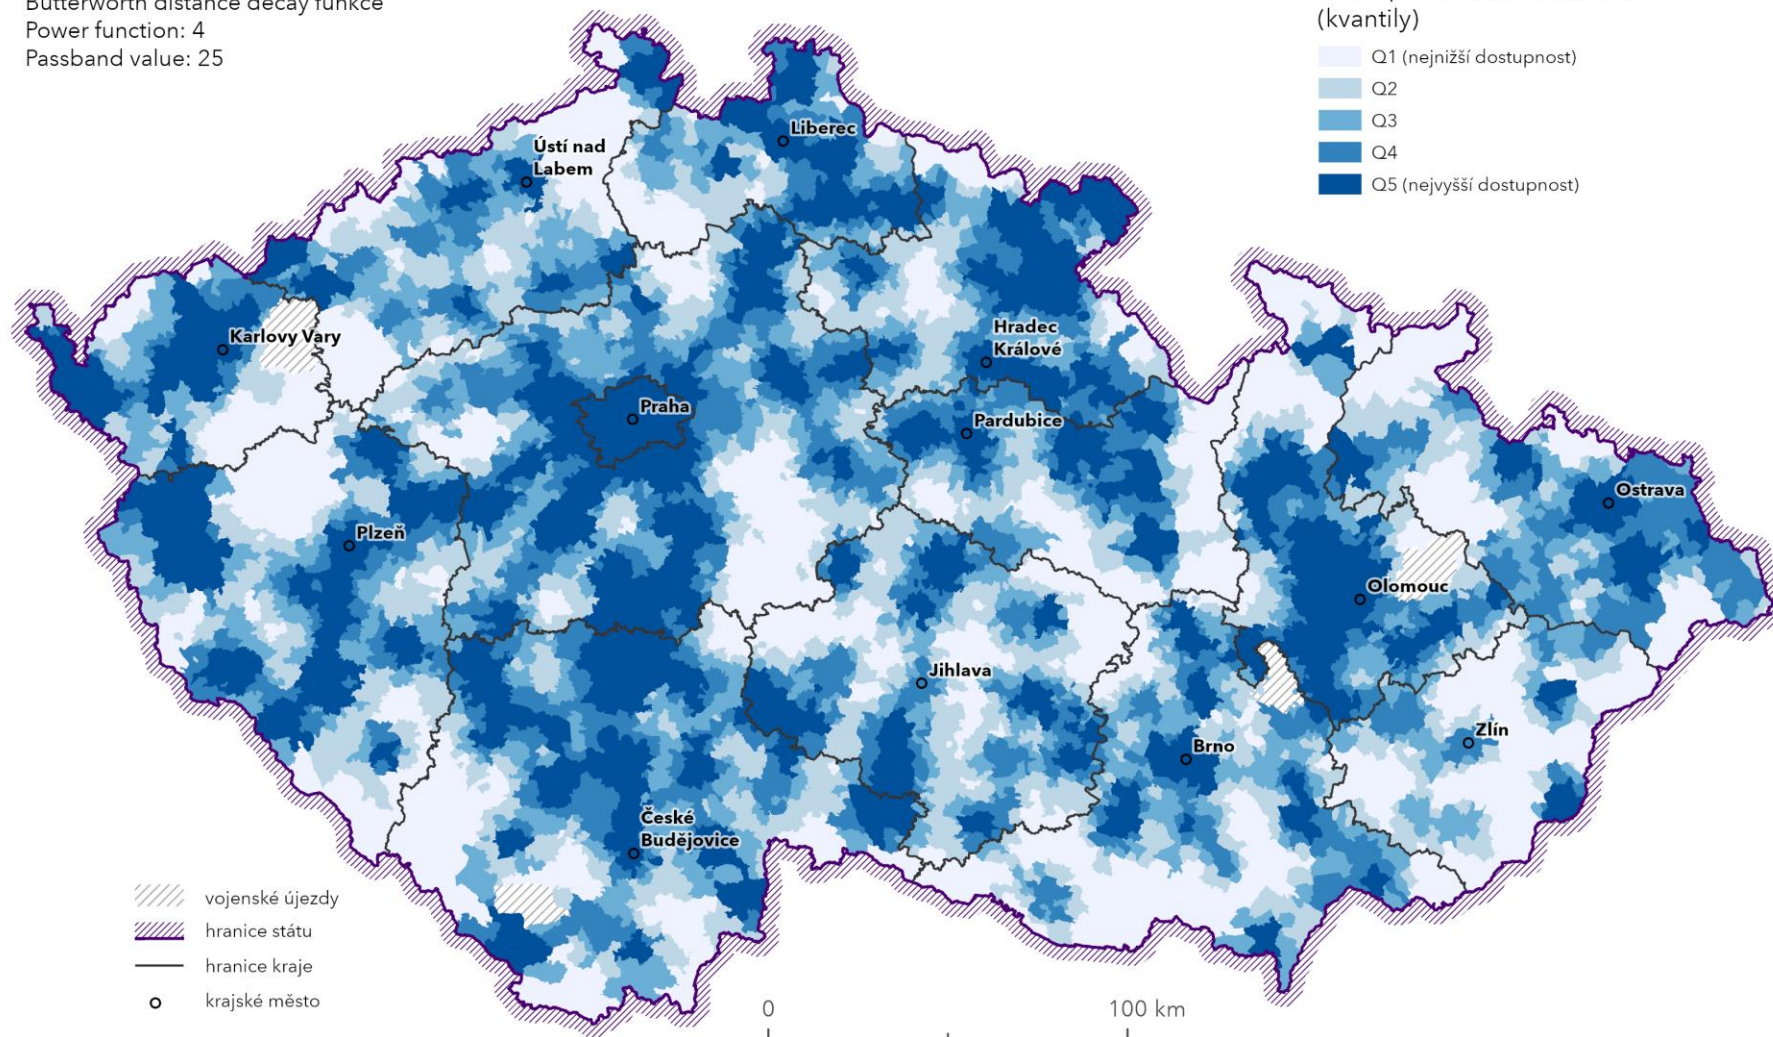 Butterworth distance decay funkce
Power function: 4
Passband value: 25
(kvantily)
Q1 (nejnižší dostupnost)
Q2
Q3
Q4
Q5 (nejvyšší dostupnost)
Liberec
Ústí nad
Labem
Karlovy Vary
Hradec
Králové
Praha
Pardubice
Ostrava
Plzeň
Olomouc
Jihlava
Zlín
Brno
České
Budějovice
vojenské újezdy
hranice státu
hranice kraje
krajské město
0
100 km